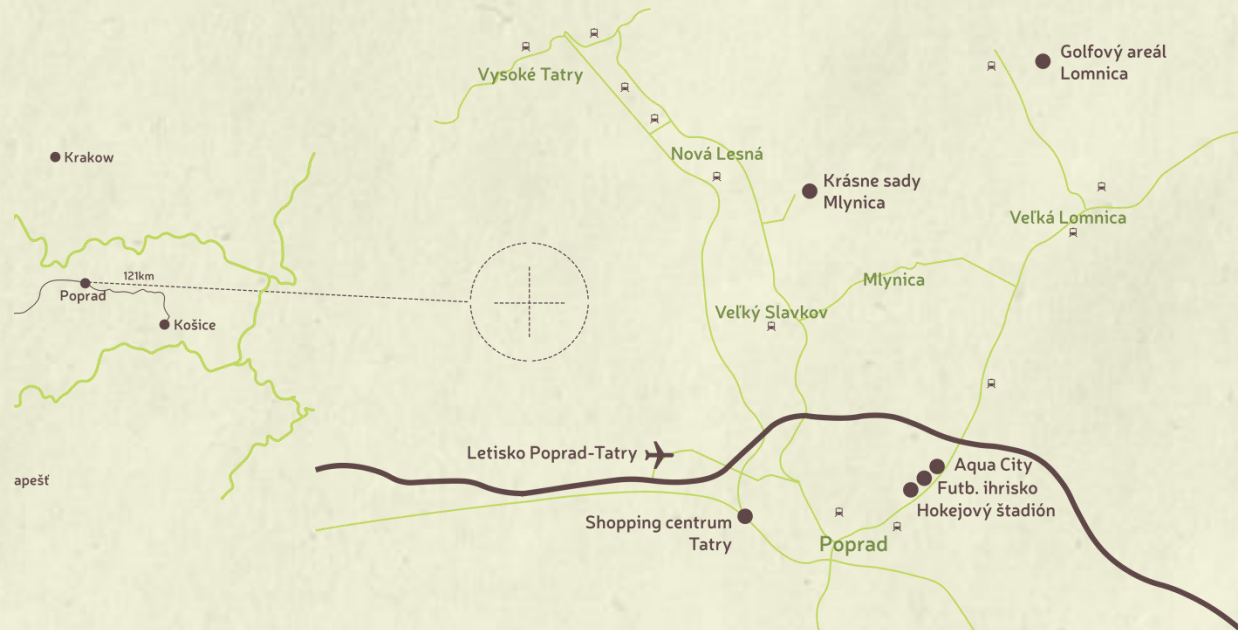 Vysoké Tatry
Golfový areál
Lomnica
Krakow
Nová Lesná
Krásne sady
Mlynica
Veľká Lomnica
121km
Poprad
Mlynica
Košice
Veľký Slavkov
Letisko Poprad-Tatry
Aqua City
apešť
Futb. ihrisko
Hokejový štadión
Shopping centrum
Tatry
Poprad